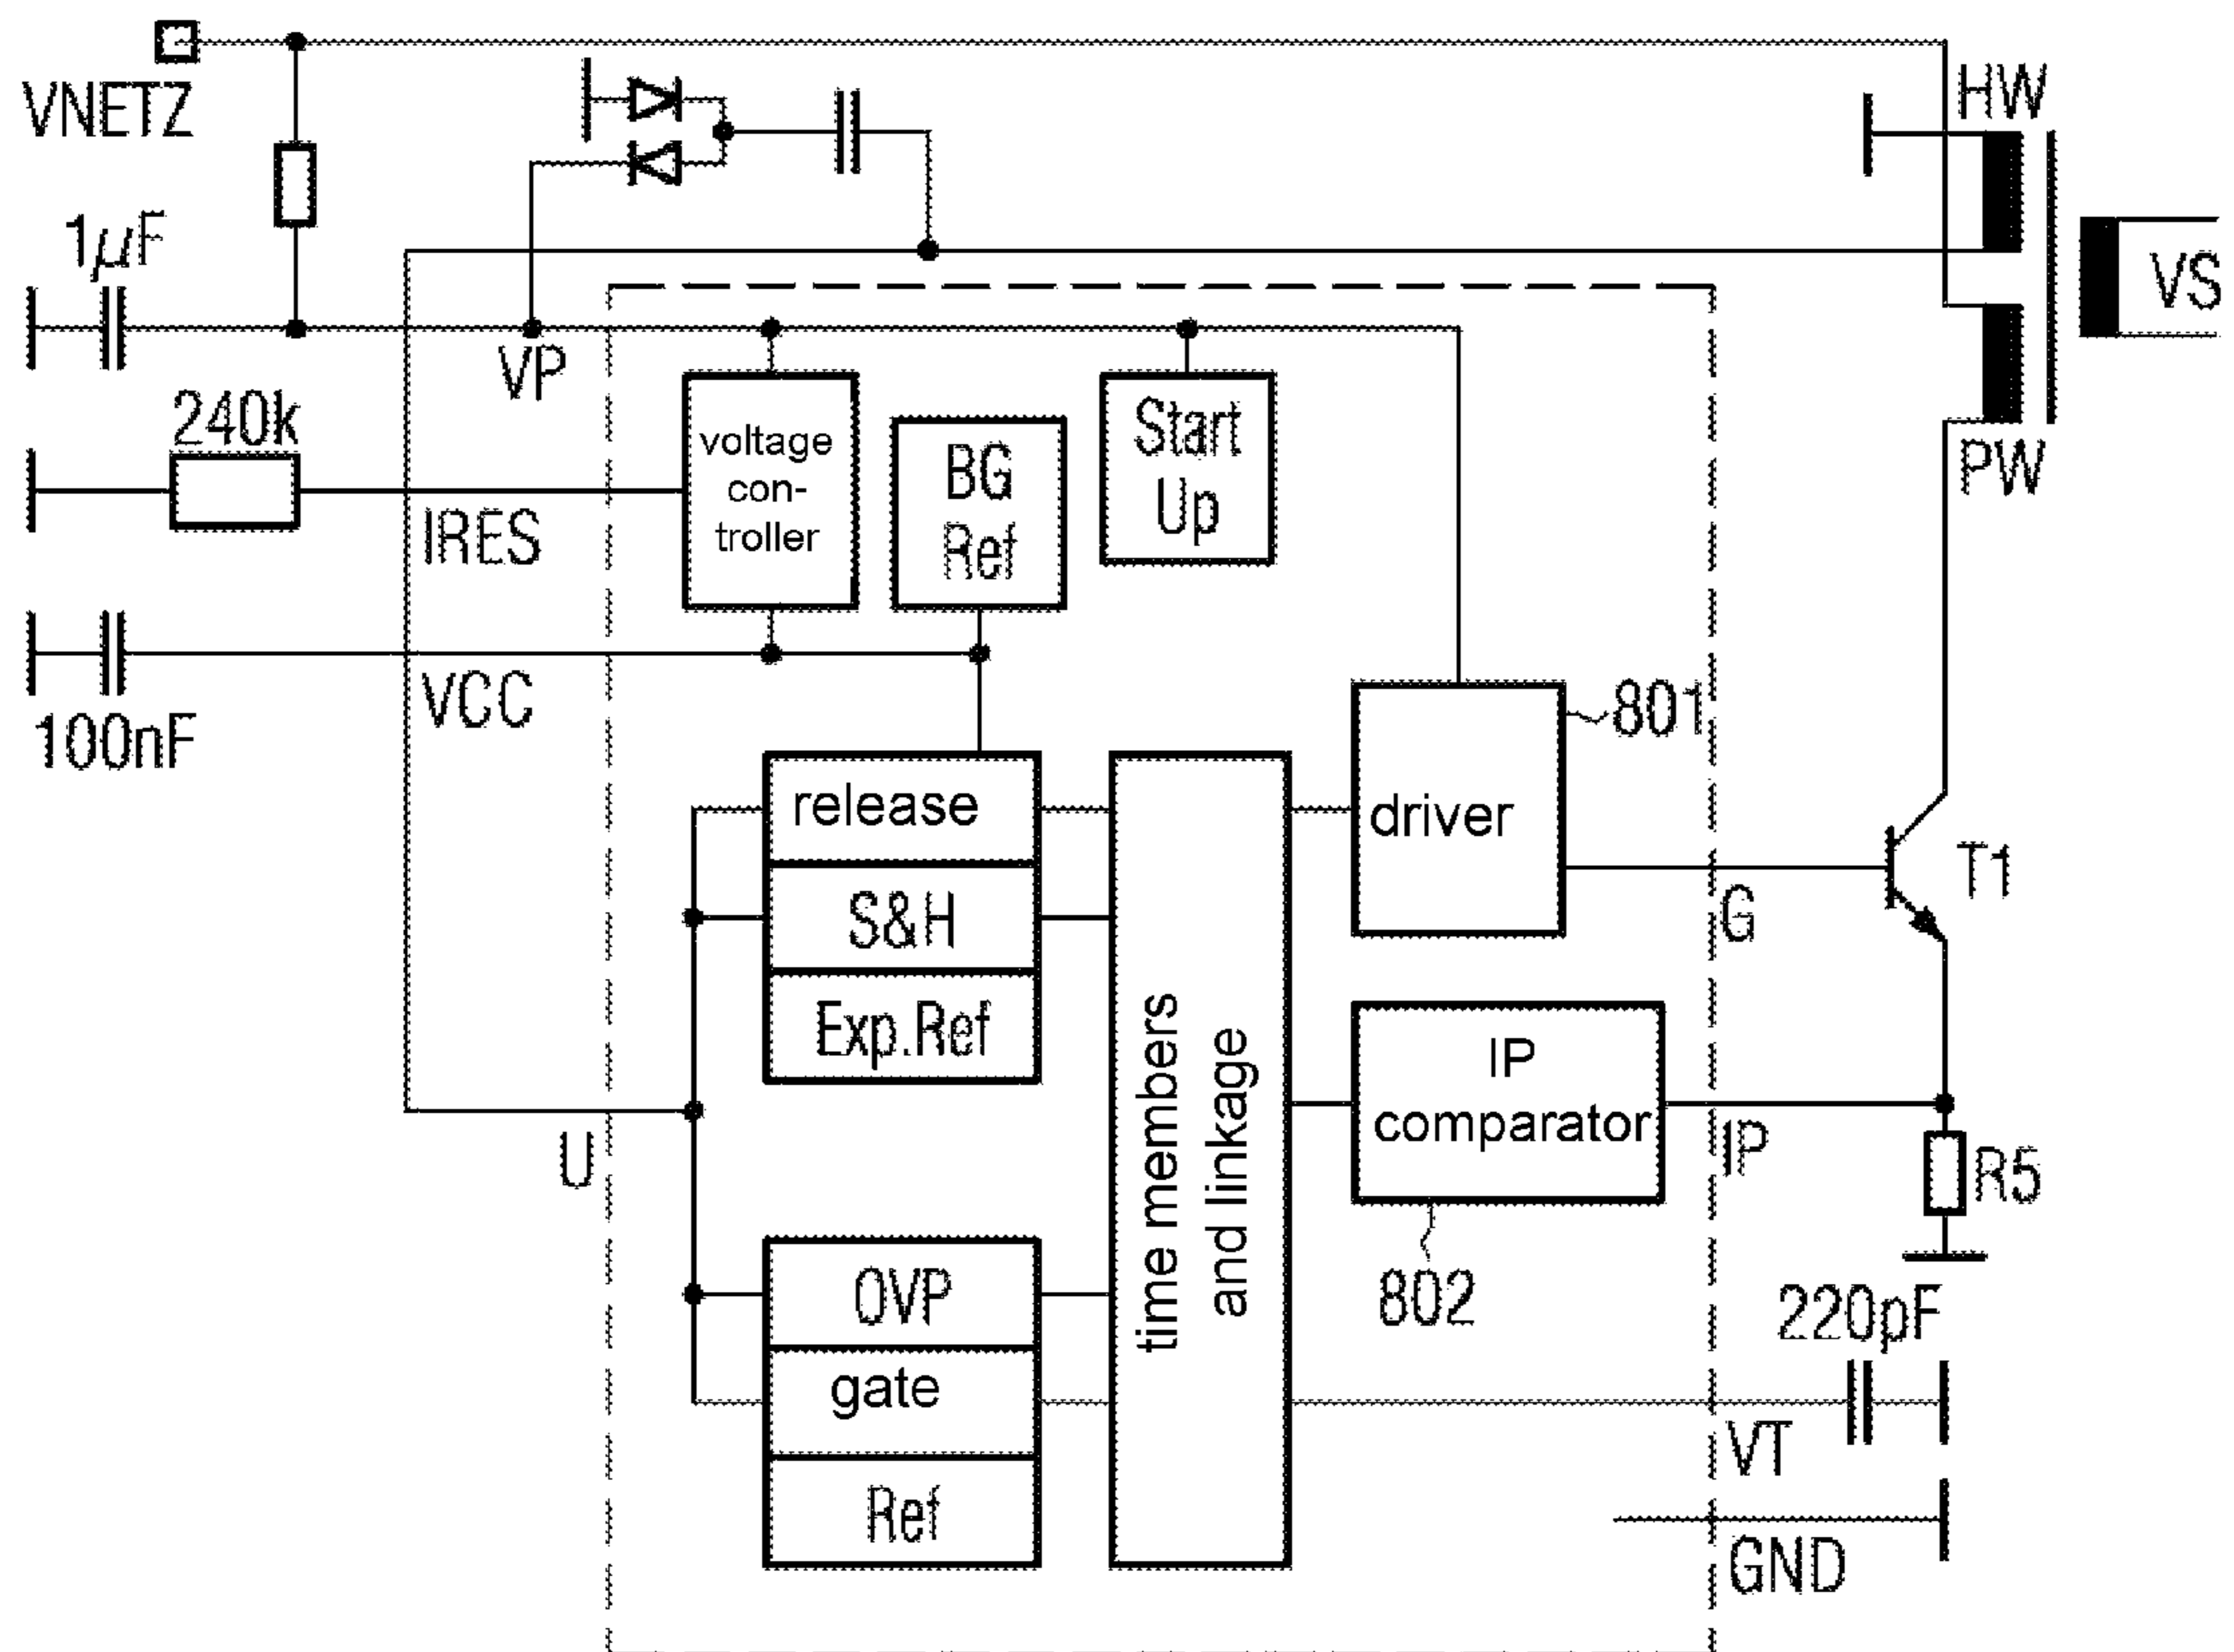 VNETZ
HW
1µF
VS
VP
240k
voltage
con-
troller
BG
Ref
Start
Up
PW
IRES
VCC
100nF
801
release
driver
T1
S&H
G
Exp.Ref
time members
and linkage
IP
comparator
U
IP
R5
OVP
802
220pF
gate
VT
Ref
GND